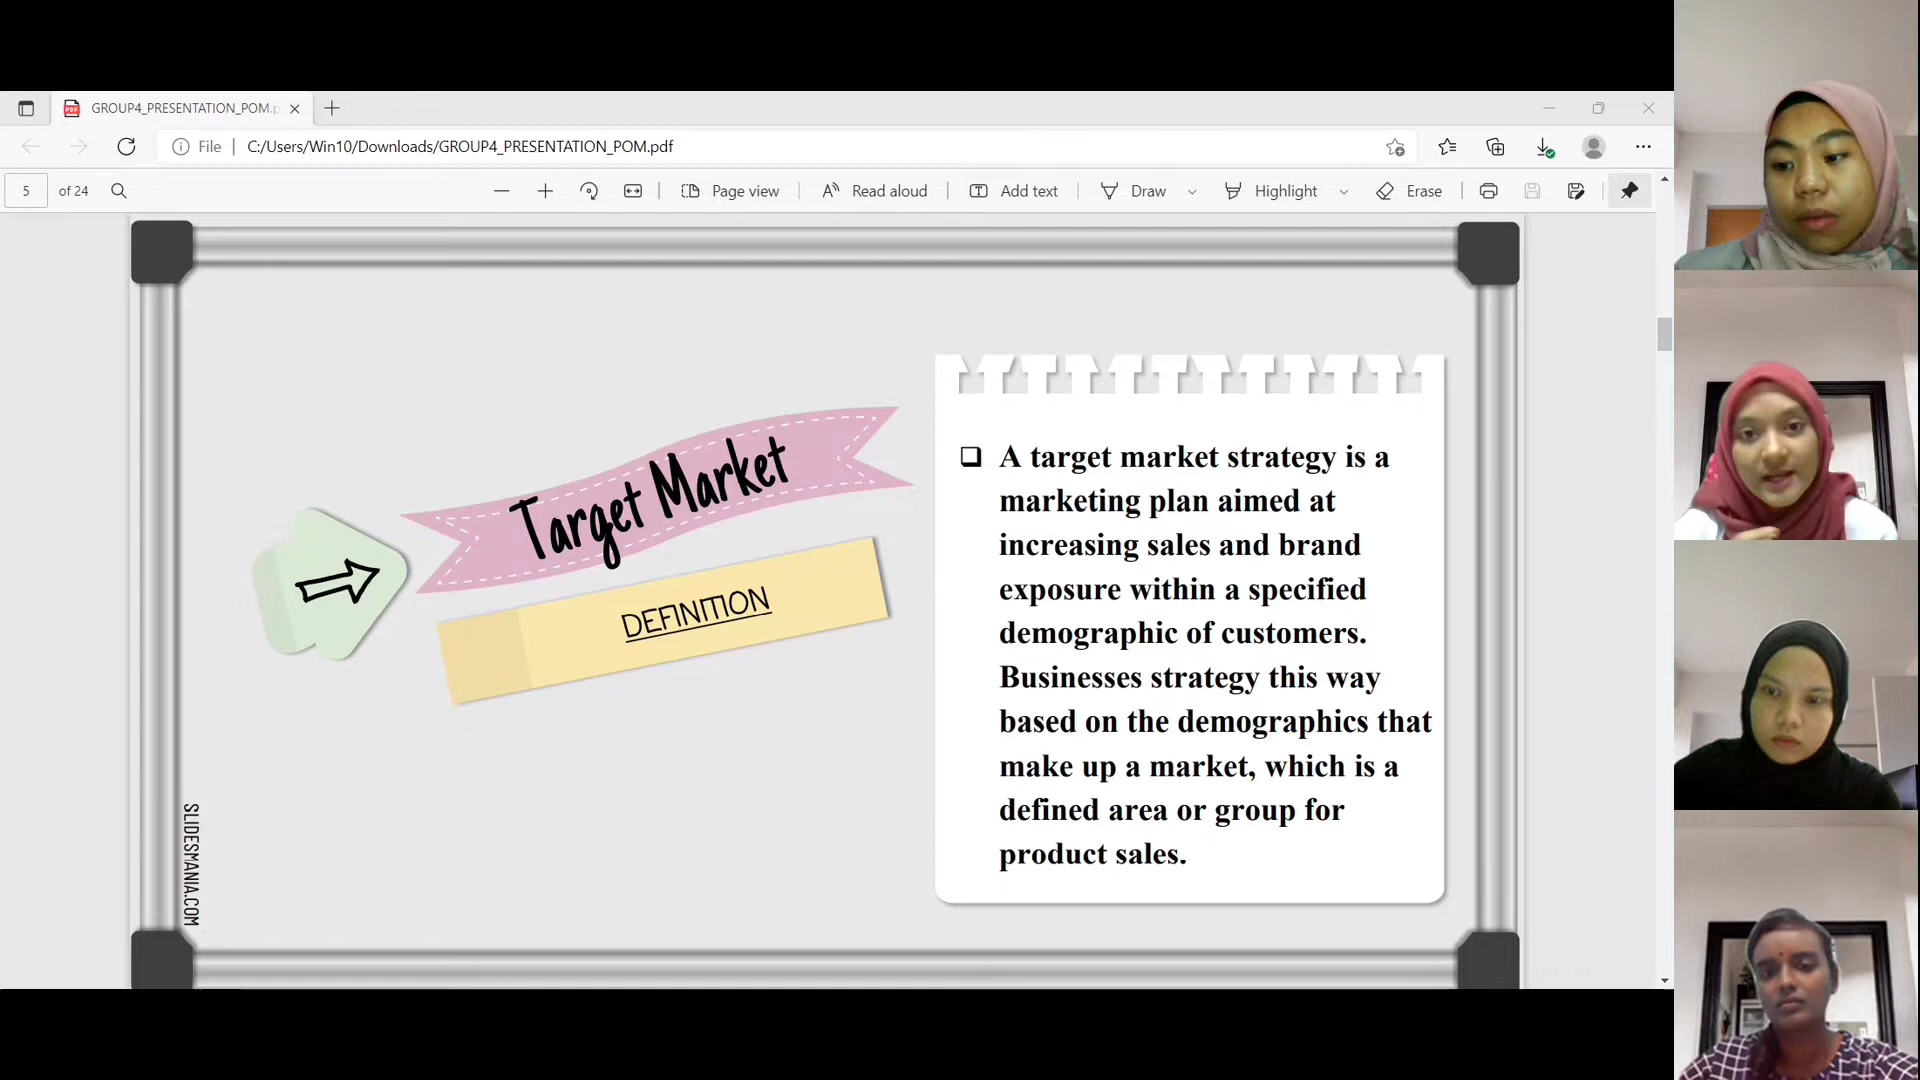 GROUP4_PRESENTATION_POM.p
File
C:/Users/Win10/Downloads/GROUP4_PRESENTATION_POM.pdf
5 of 24
Page view
Read aloud
Add text
Draw
Highlight
Erase
Target Market
DEFINITION
❑ A target market strategy is a
marketing plan aimed at
increasing sales and brand
exposure within a specified
demographic of customers.
Businesses strategy this way
based on the demographics that
make up a market, which is a
defined area or group for
product sales.
SLIDESMANIA.COM